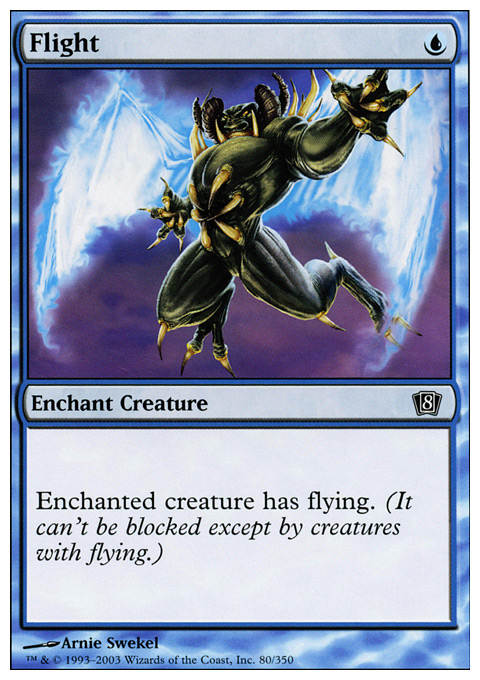 Flight
Enchant Creature
8
Enchanted creature has flying. (It
can't be blocked except by creatures
with flying.)
Arnie Swekel
™ & © 1993–2003 Wizards of the Coast, Inc. 80/350